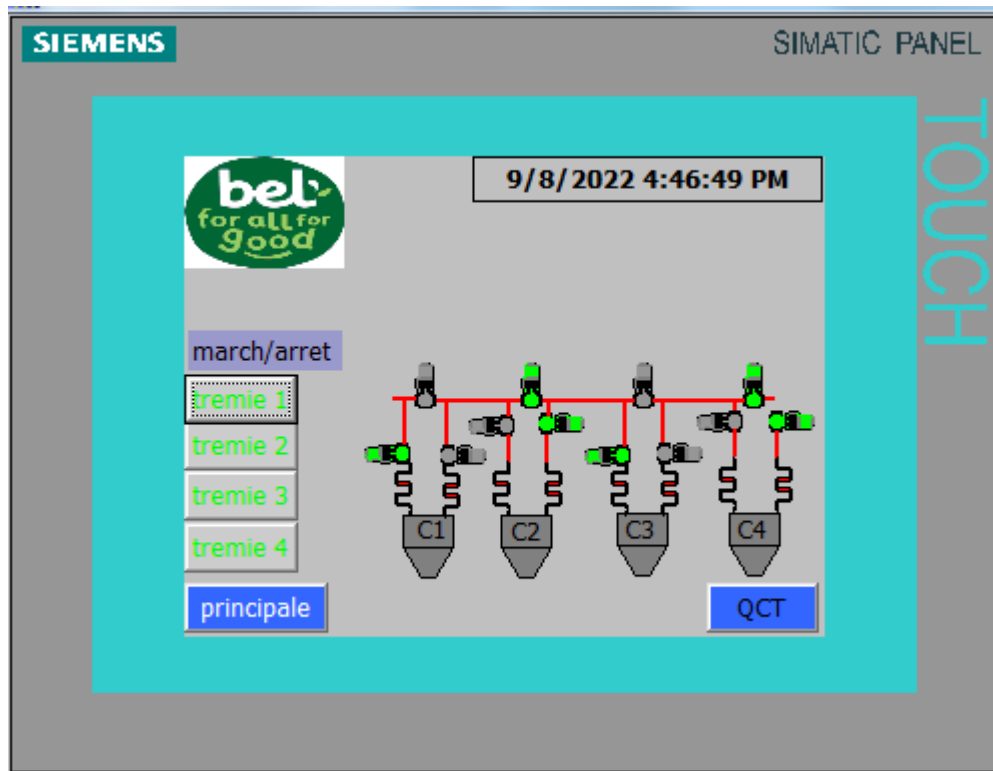 SIEMENS
SIMATIC PANEL
TOUCH
bel
for all for
good
9/8/2022 4:46:49 PM
march/arret
tremie 1
tremie 2
tremie 3
tremie 4
C1
C2
C3
C4
principale
QCT